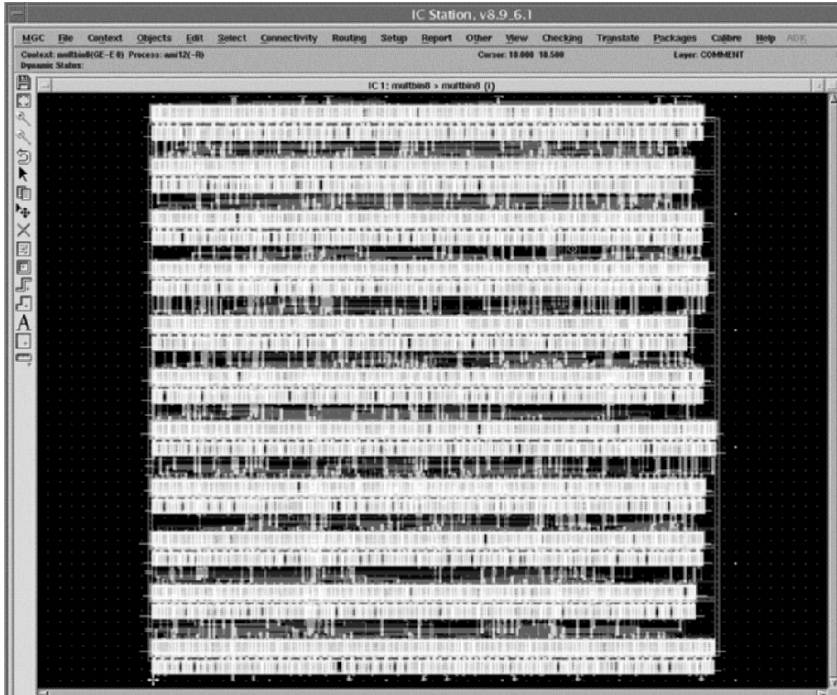 IC Station, v8.9_6.1
MGC File Context Objects Edit Select Connectivity Routing Setup Report Other View Checking Translate Packages Calibre Help ADK
Context: multbin8(GE-E 0) Process: ami12(-R) Cursor: 18.000 18.500 Layer: COMMENT
Dynamic Status:
IC 1: multbin8 > multbin8 (i)
A